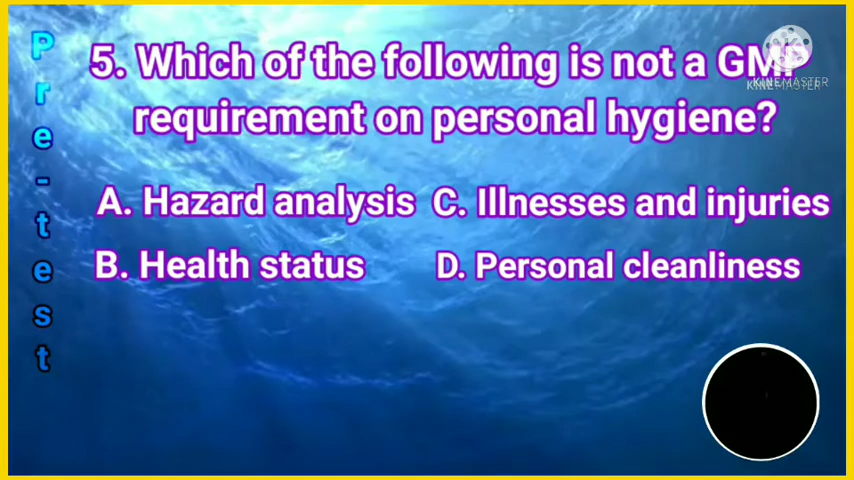 Pre-test
5. Which of the following is not a GMP
requirement on personal hygiene?
A. Hazard analysis
B. Health status
C. Illnesses and injuries
D. Personal cleanliness
KINEMASTER
KINEMASTER